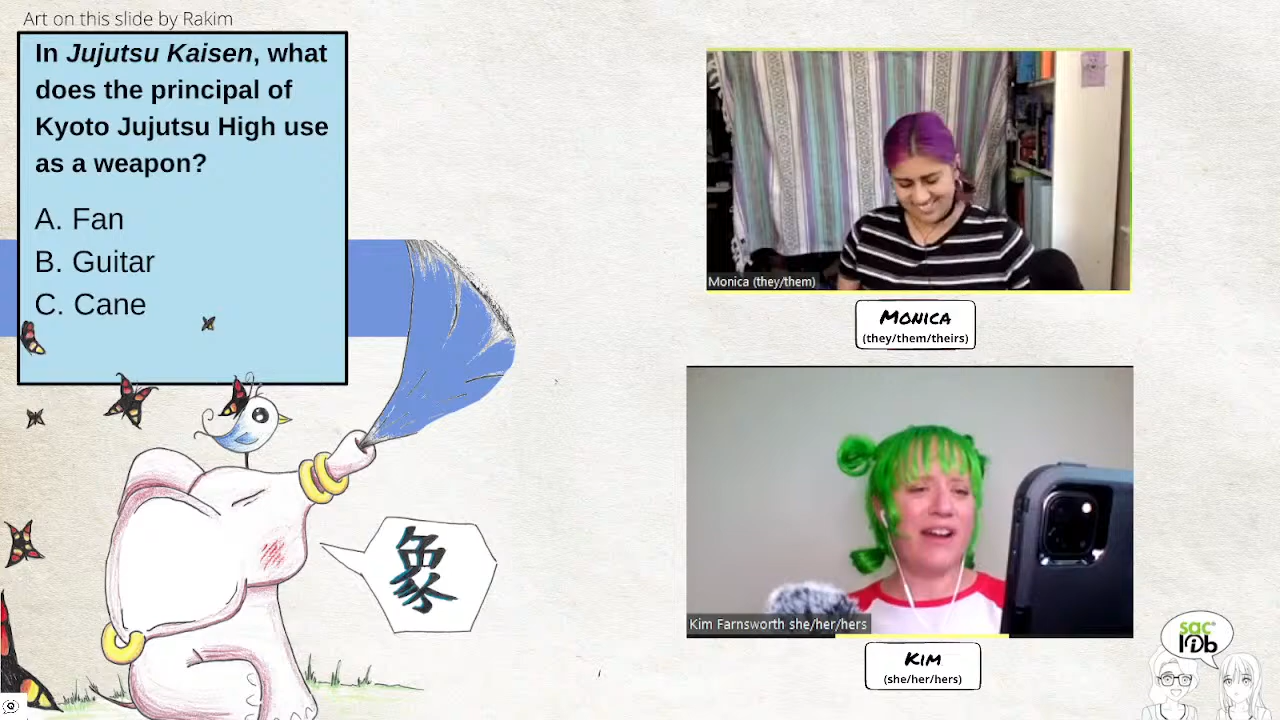 Art on this slide by Rakim
In Jujutsu Kaisen, what
does the principal of
Kyoto Jujutsu High use
as a weapon?
A. Fan
B. Guitar
C. Cane
象
Monica (they/them)
Monica
(they/them/theirs)
Kim Farnsworth she/her/hers
Kim
(she/her/hers)
sac